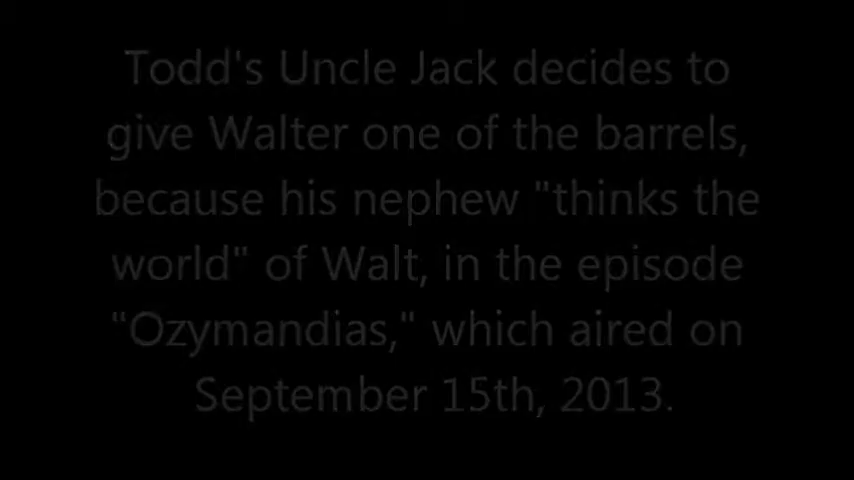 Todd's Uncle Jack decides to
give Walter one of the barrels,
because his nephew "thinks the
world" of Walt, in the episode
"Ozymandias," which aired on
September 15th, 2013.